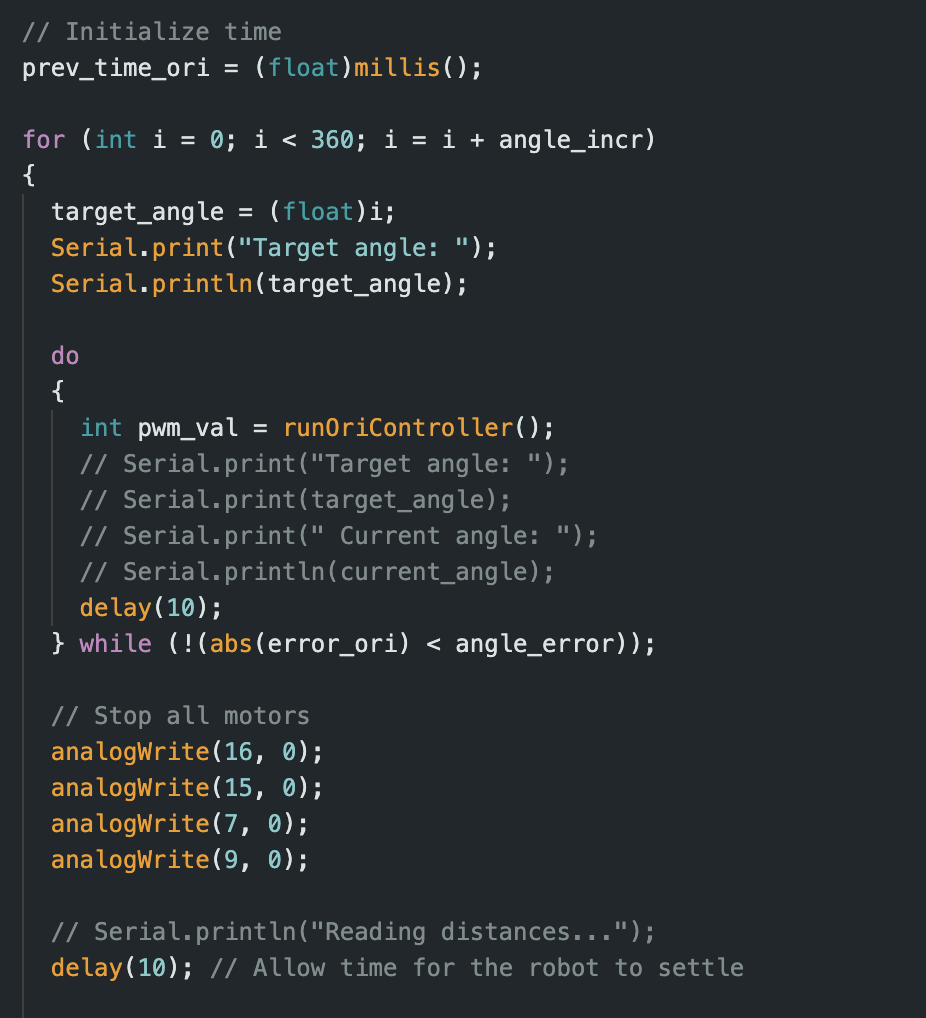 // Initialize time
prev_time_ori = (float)millis();
for (int i = 0; i < 360; i = i + angle_incr)
{
target_angle = (float)i;
Serial.print("Target angle: ");
Serial.println(target_angle);
do
{
int pwm_val = runOriController();
// Serial.print("Target angle: ");
// Serial.print(target_angle);
// Serial.print(" Current angle: ");
// Serial.println(current_angle);
delay(10);
} while (!(abs(error_ori) < angle_error));
// Stop all motors
analogWrite(16, 0);
analogWrite(15, 0);
analogWrite(7, 0);
analogWrite(9, 0);
// Serial.println("Reading distances...");
delay(10); // Allow time for the robot to settle